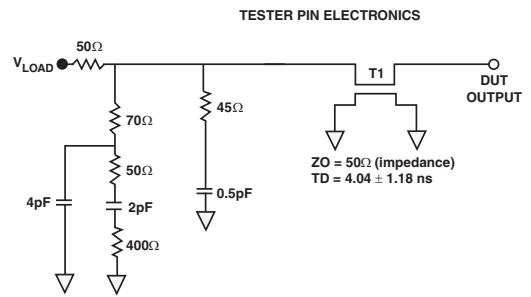 TESTER PIN ELECTRONICS
50Ω
VLOAD
T1
DUT
OUTPUT
70Ω
45Ω
50Ω
ZO = 50Ω (impedance)
TD = 4.04 ± 1.18 ns
4pF
2pF
0.5pF
400Ω